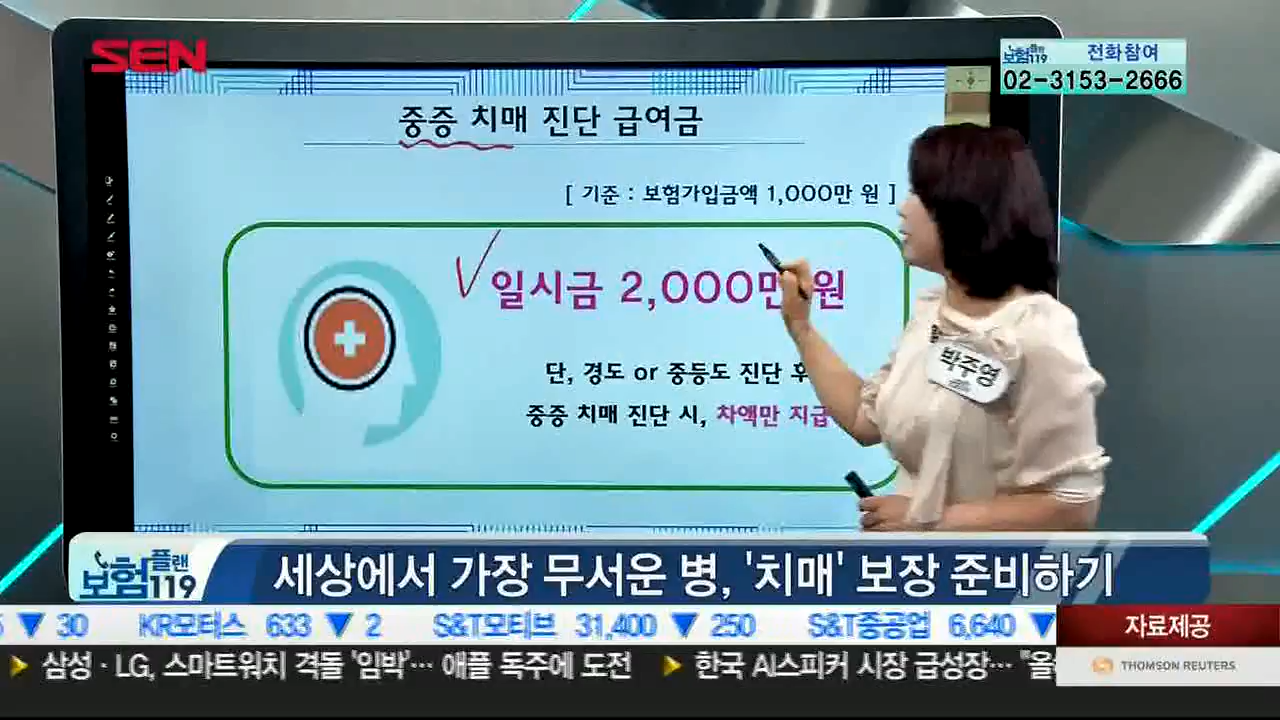 SEN
보험플랜119 전화참여
02-3153-2666
중증 치매 진단 급여금
[ 기준 : 보험가입금액 1,000만 원 ]
일시금 2,000만 원
단, 경도 or 중등도 진단 후
중증 치매 진단 시, 차액만 지급
박주영
보험플랜119
세상에서 가장 무서운 병, '치매' 보장 준비하기
▼ 30 KR모터스 633 ▼ 2 S&T모티브 31,400 ▼ 250 S&T중공업 6,640 ▼
자료제공
삼성·LG, 스마트워치 격돌 '임박'… 애플 독주에 도전 한국 AI스피커 시장 급성장… "올
THOMSON REUTERS